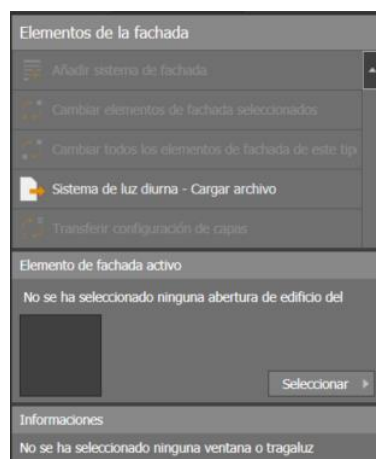 Elementos de la fachada
Añadir sistema de fachada
Cambiar elementos de fachada seleccionados
Cambiar todos los elementos de fachada de este tip
Sistema de luz diurna - Cargar archivo
Transferir configuración de capas
Elemento de fachada activo
No se ha seleccionado ninguna abertura de edificio del
Seleccionar
Informaciones
No se ha seleccionado ninguna ventana o tragaluz